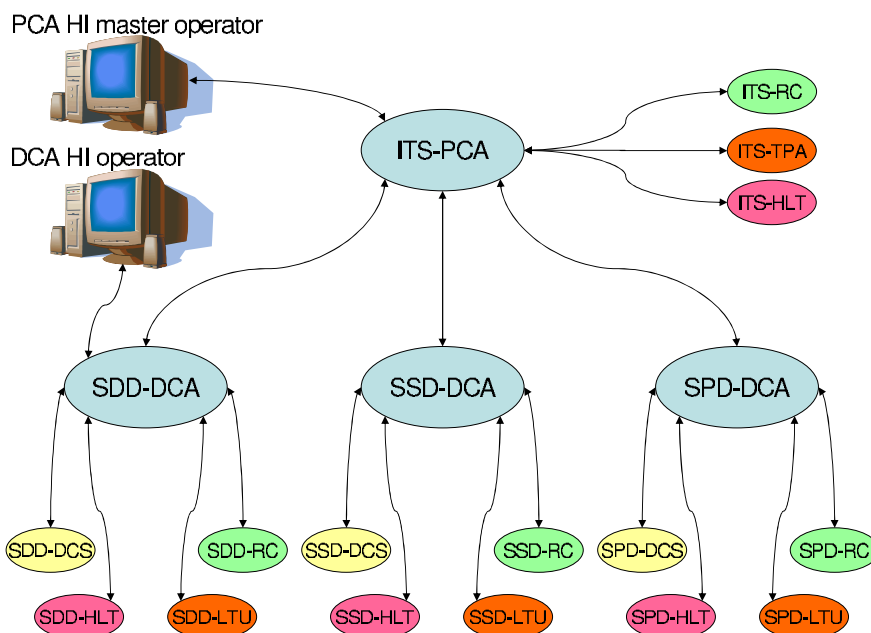 PCA HI master operator
ITS-RC
ITS-PCA
ITS-TPA
DCA HI operator
ITS-HLT
SDD-DCA
SSD-DCA
SPD-DCA
SDD-DCS
SDD-RC
SSD-DCS
SSD-RC
SPD-DCS
SPD-RC
SDD-HLT
SDD-LTU
SSD-HLT
SSD-LTU
SPD-HLT
SPD-LTU